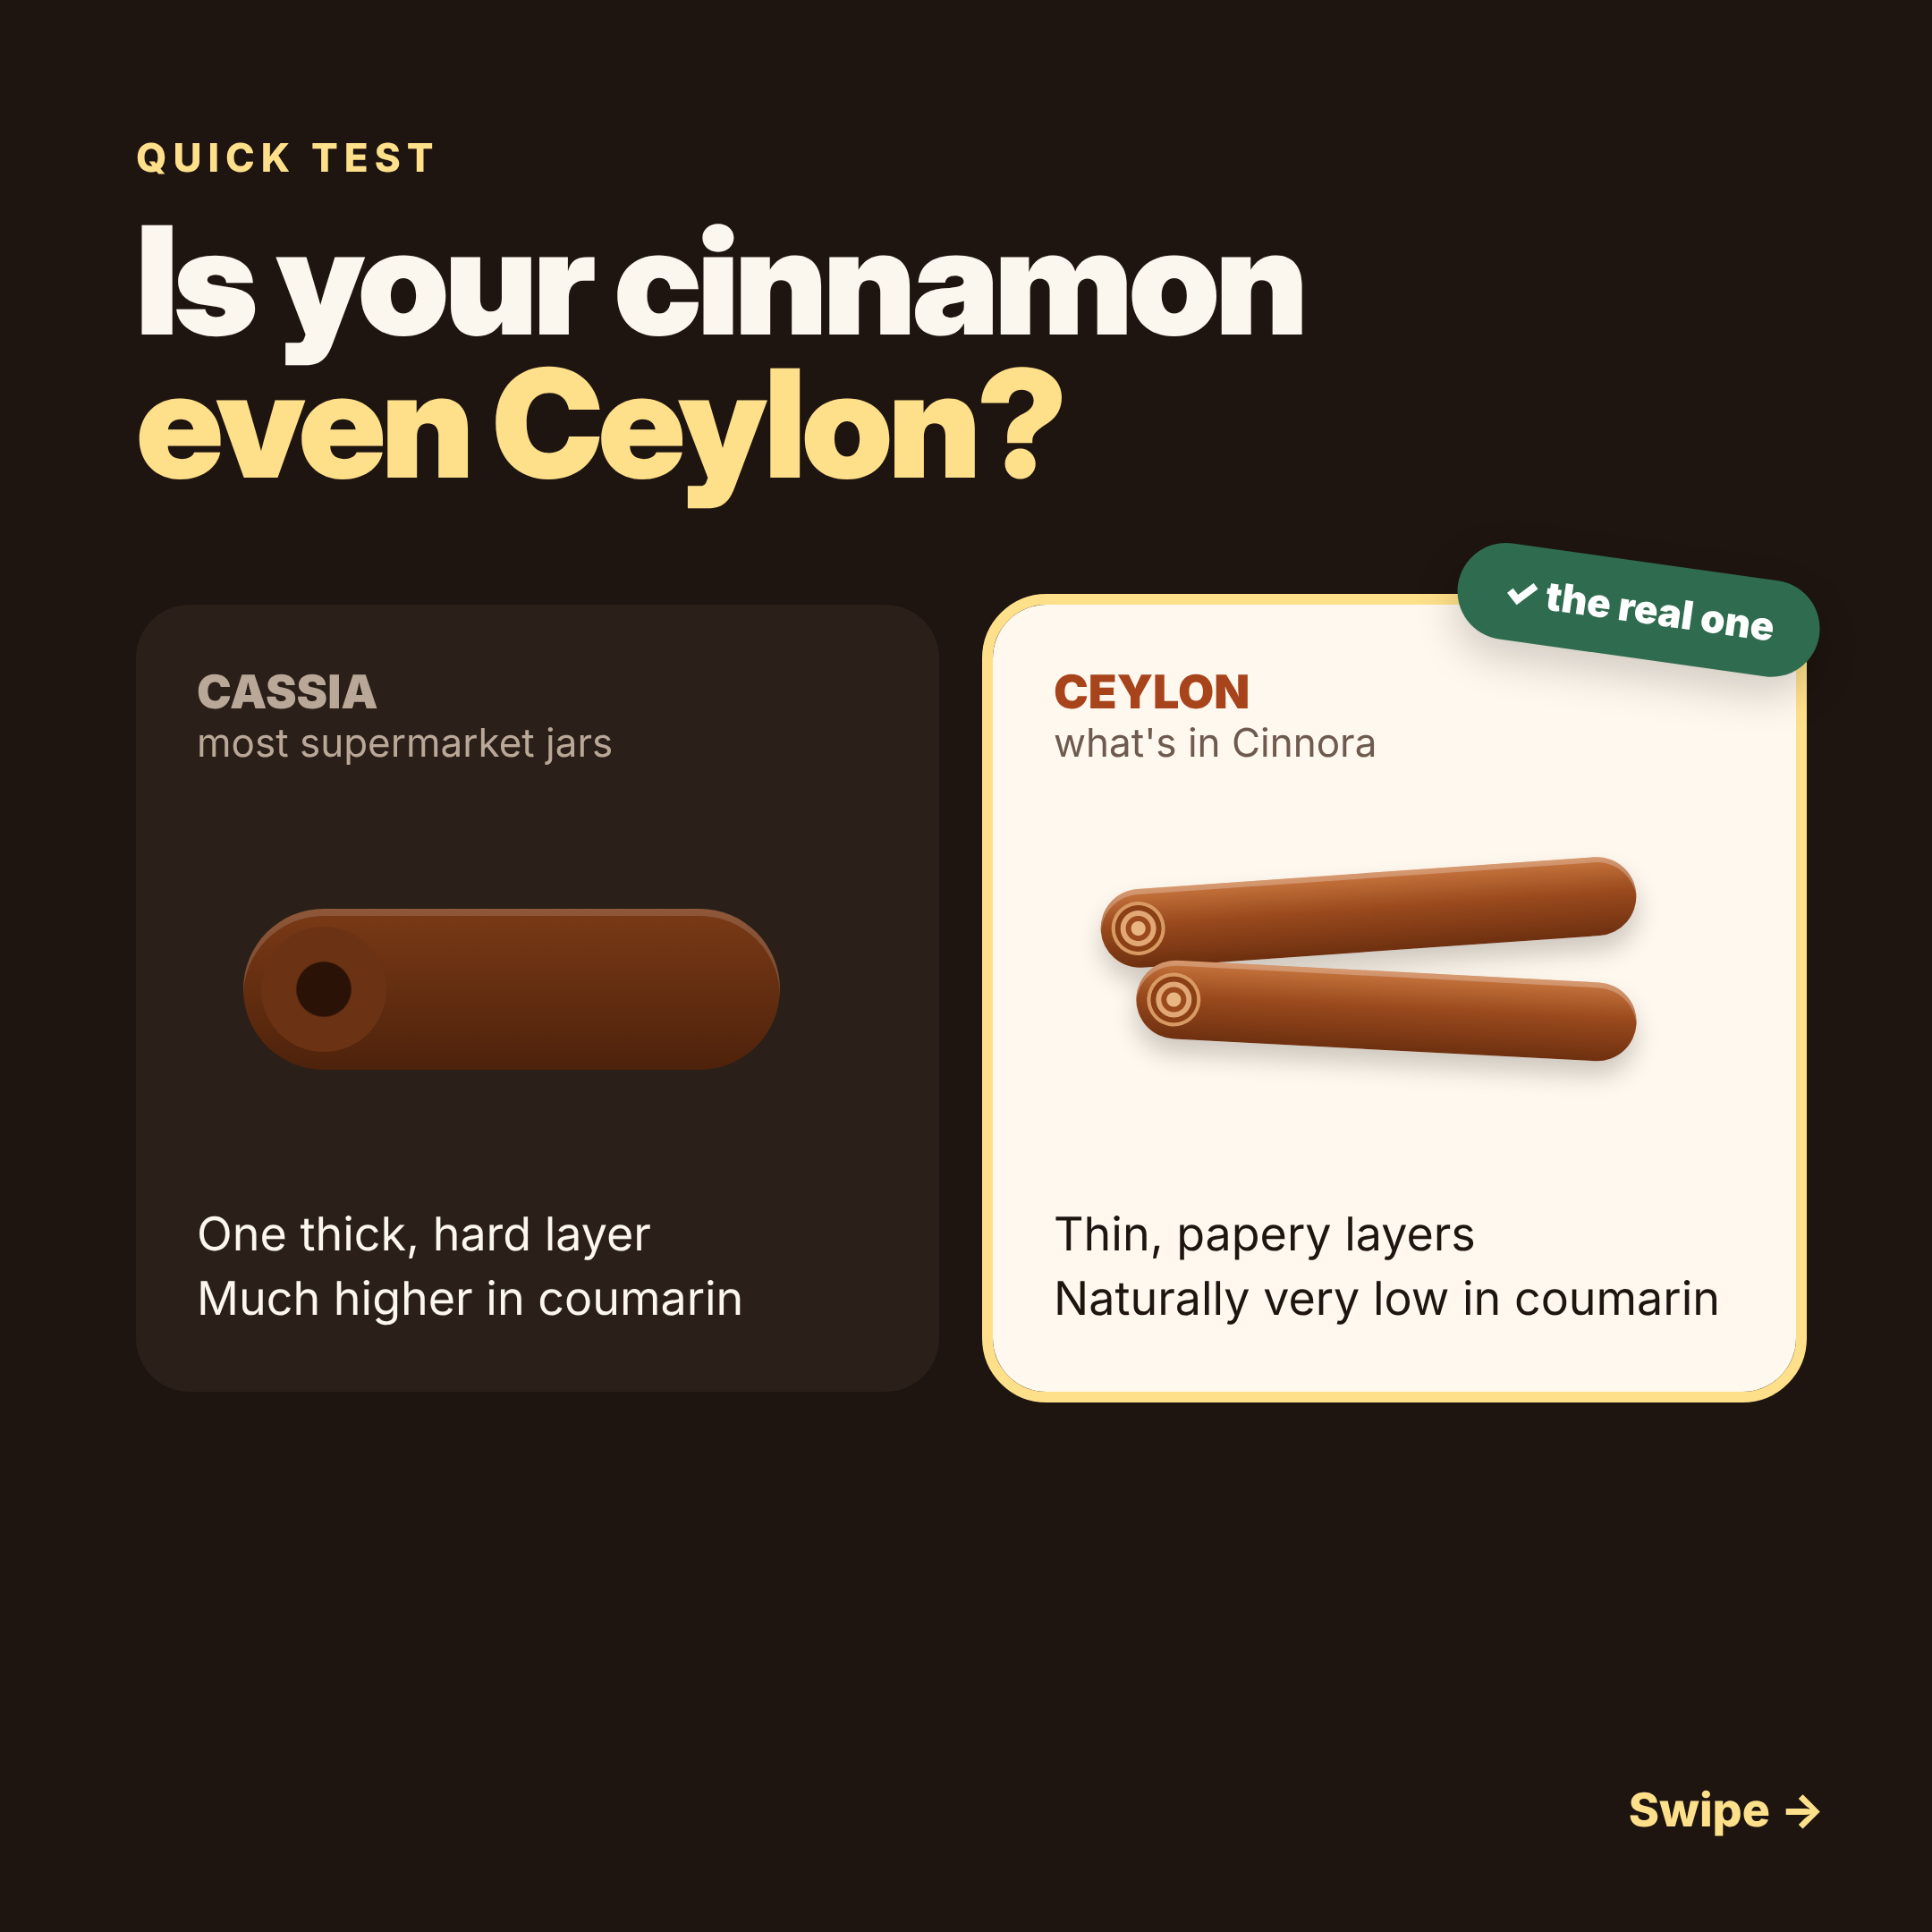 QUICK TEST
Is your cinnamon
even Ceylon?
✓ the real one
CASSIA
most supermarket jars
One thick, hard layer
Much higher in coumarin
CEYLON
what's in Cinnora
Thin, papery layers
Naturally very low in coumarin
Swipe →